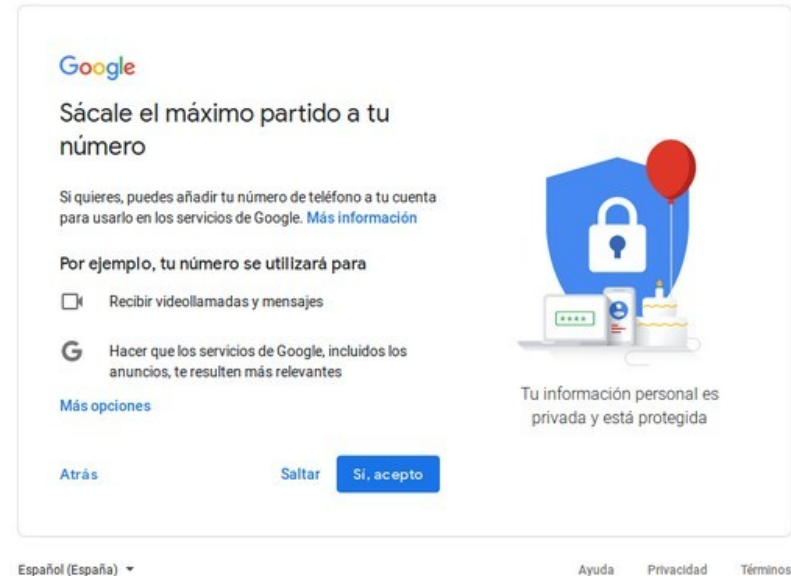 Google
Sácale el máximo partido a tu
número
Si quieres, puedes añadir tu número de teléfono a tu cuenta
para usarlo en los servicios de Google. Más información
Por ejemplo, tu número se utilizará para
Recibir videollamadas y mensajes
G
Hacer que los servicios de Google, incluidos los
anuncios, te resulten más relevantes
Más opciones
Atrás
Saltar
Sí, acepto
****
Tu información personal es
privada y está protegida
Español (España)
Ayuda
Privacidad
Términos